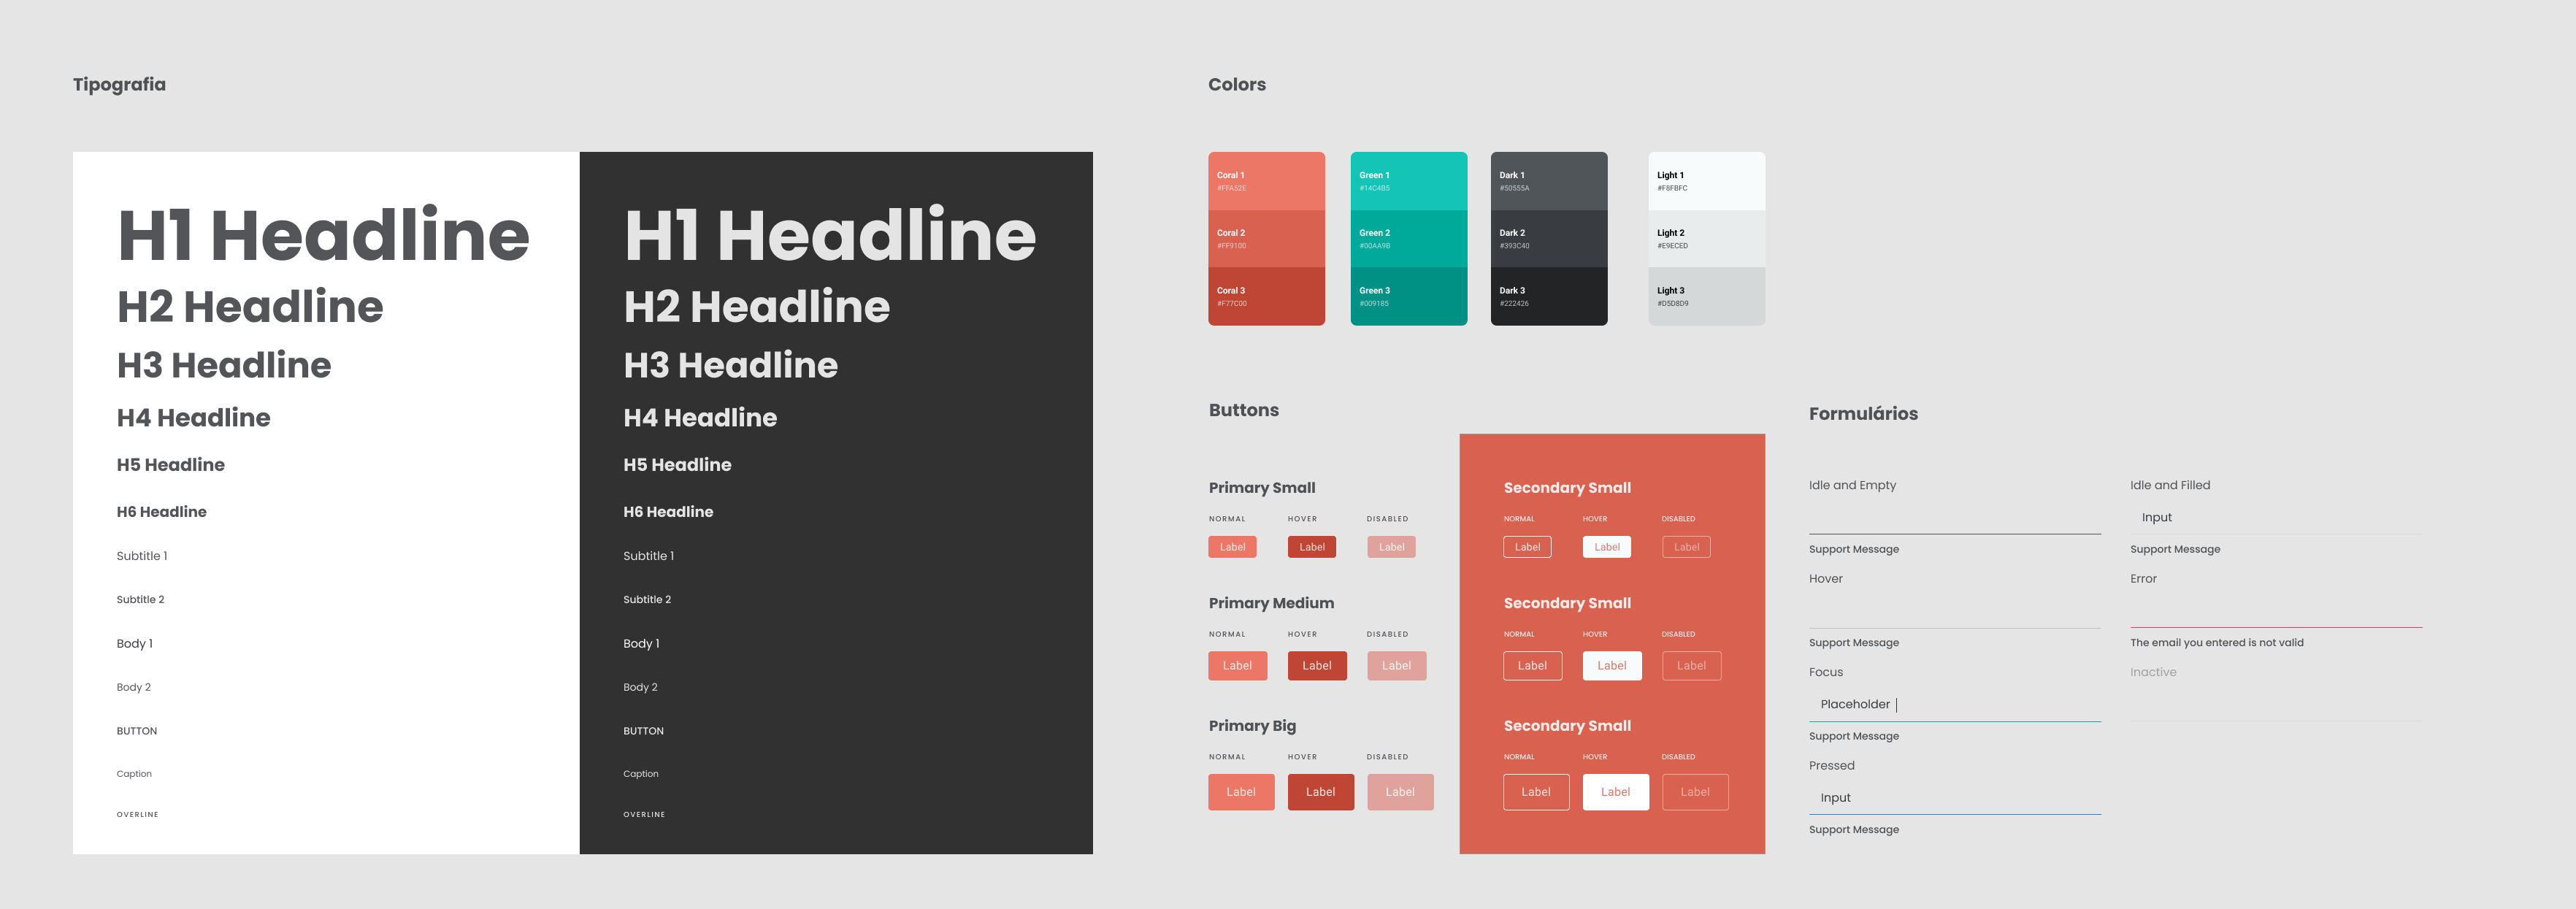 Tipografia
H1 Headline
H2 Headline
H3 Headline
H4 Headline
H5 Headline
H6 Headline
Subtitle 1
Subtitle 2
Body 1
Body 2
BUTTON
Caption
OVERLINE
H1 Headline
H2 Headline
H3 Headline
H4 Headline
H5 Headline
H6 Headline
Subtitle 1
Subtitle 2
Body 1
Body 2
BUTTON
Caption
OVERLINE
Colors
Coral 1
#FFA52E
Coral 2
#FF9100
Coral 3
#F77C00
Green 1
#14C4B5
Green 2
#00AA9B
Green 3
#009185
Dark 1
#50555A
Dark 2
#393C40
Dark 3
#222426
Light 1
#F8FBFC
Light 2
#E9ECED
Light 3
#D5D8D9
Buttons
Primary Small
NORMAL HOVER DISABLED
Label Label Label
Primary Medium
NORMAL HOVER DISABLED
Label Label Label
Primary Big
NORMAL HOVER DISABLED
Label Label Label
Secondary Small
NORMAL HOVER DISABLED
Label Label Label
Secondary Small
NORMAL HOVER DISABLED
Label Label Label
Secondary Small
NORMAL HOVER DISABLED
Label Label Label
Formulários
Idle and Empty
Support Message
Hover
Support Message
Focus
Placeholder
Support Message
Pressed
Input
Support Message
Idle and Filled
Input
Support Message
Error
The email you entered is not valid
Inactive